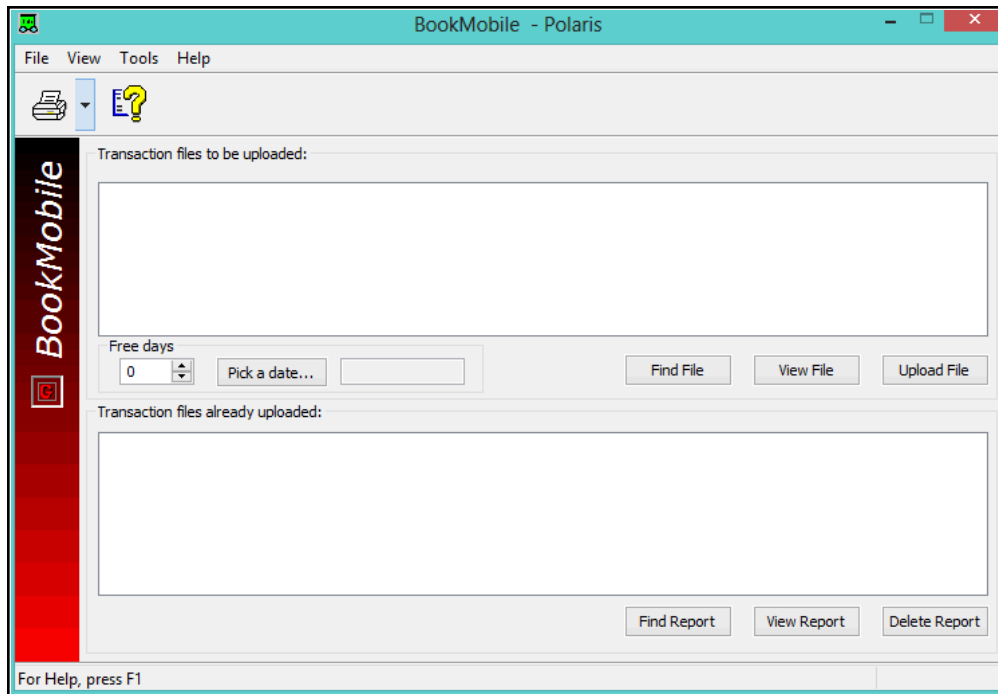 BookMobile - Polaris
File View Tools Help
BookMobile
G
Transaction files to be uploaded:
Free days
0
Pick a date...
Find File
View File
Upload File
Transaction files already uploaded:
Find Report
View Report
Delete Report
For Help, press F1